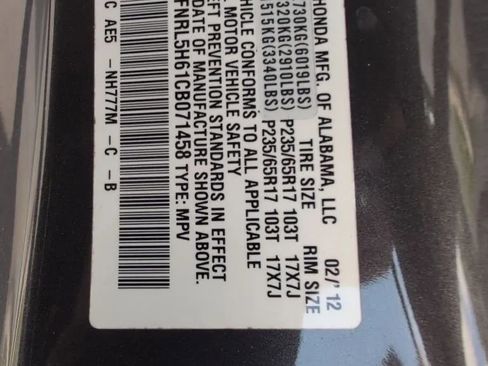 HONDA MFG. OF ALABAMA, LLC 02/'12
730KG(6019LBS) TIRE SIZE RIM SIZE
320KG(2910LBS) P235/65R17 103T 17X7J
515KG(3340LBS) P235/65R17 103T 17X7J
VEHICLE CONFORMS TO ALL APPLICABLE
MOTOR VEHICLE SAFETY
EFT PREVENTION STANDARDS IN EFFECT
DATE OF MANUFACTURE SHOWN ABOVE.
FNRL5H61CB071458 TYPE: MPV
C AE5 - NH777M - C - B